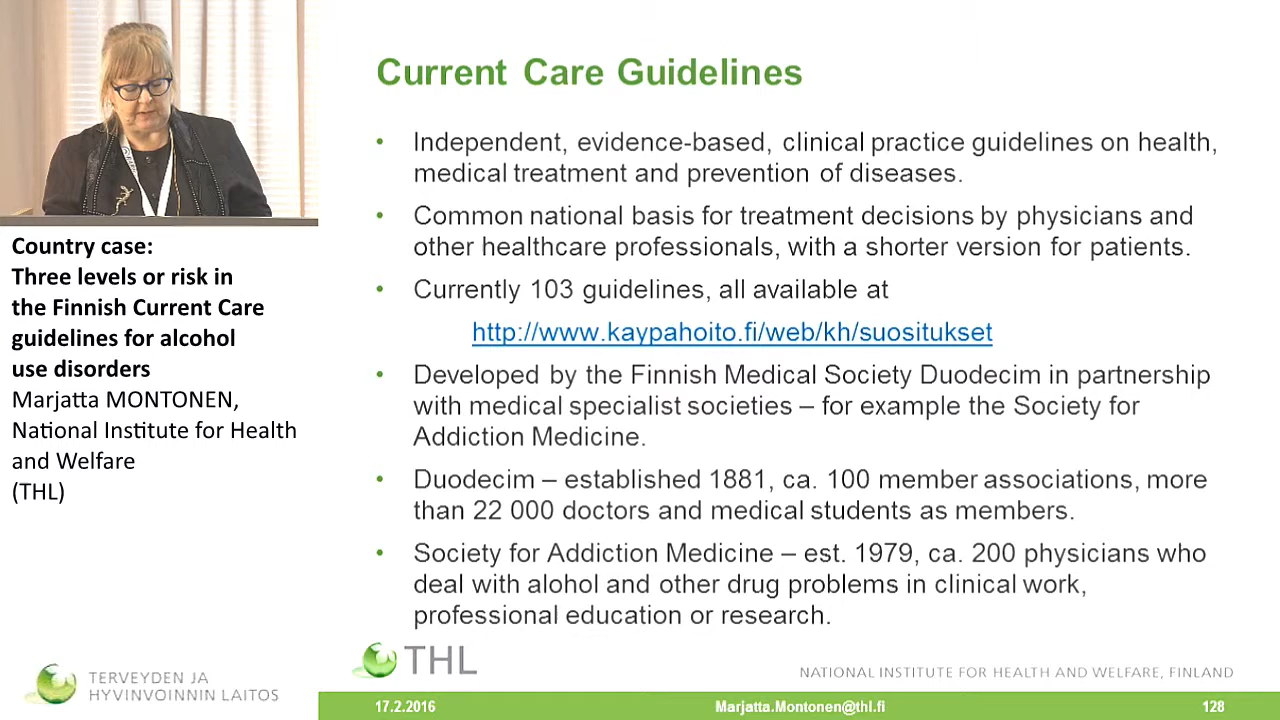 Current Care Guidelines
• Independent, evidence-based, clinical practice guidelines on health,
medical treatment and prevention of diseases.
• Common national basis for treatment decisions by physicians and
other healthcare professionals, with a shorter version for patients.
• Currently 103 guidelines, all available at
http://www.kaypahoito.fi/web/kh/suositukset
• Developed by the Finnish Medical Society Duodecim in partnership
with medical specialist societies – for example the Society for
Addiction Medicine.
• Duodecim – established 1881, ca. 100 member associations, more
than 22 000 doctors and medical students as members.
• Society for Addiction Medicine – est. 1979, ca. 200 physicians who
deal with alohol and other drug problems in clinical work,
professional education or research.
Country case:
Three levels or risk in
the Finnish Current Care
guidelines for alcohol
use disorders
Marjatta MONTONEN,
National Institute for Health
and Welfare
(THL)
TERVEYDEN JA
HYVINVOINNIN LAITOS
THL
NATIONAL INSTITUTE FOR HEALTH AND WELFARE, FINLAND
17.2.2016
Marjatta.Montonen@thl.fi
128